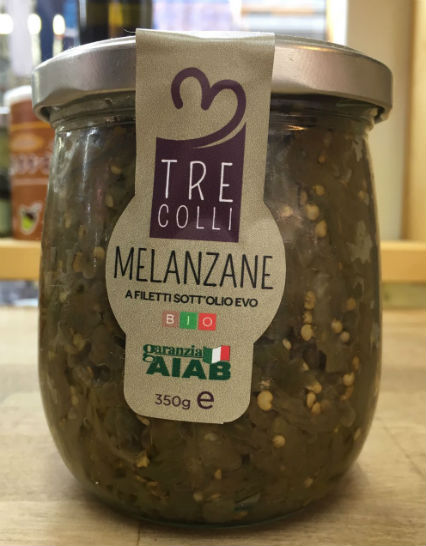 TRE
COLLI
MELANZANE
A FILETTI SOTT'OLIO EVO
BIO
garanzia
AIAB
350g e